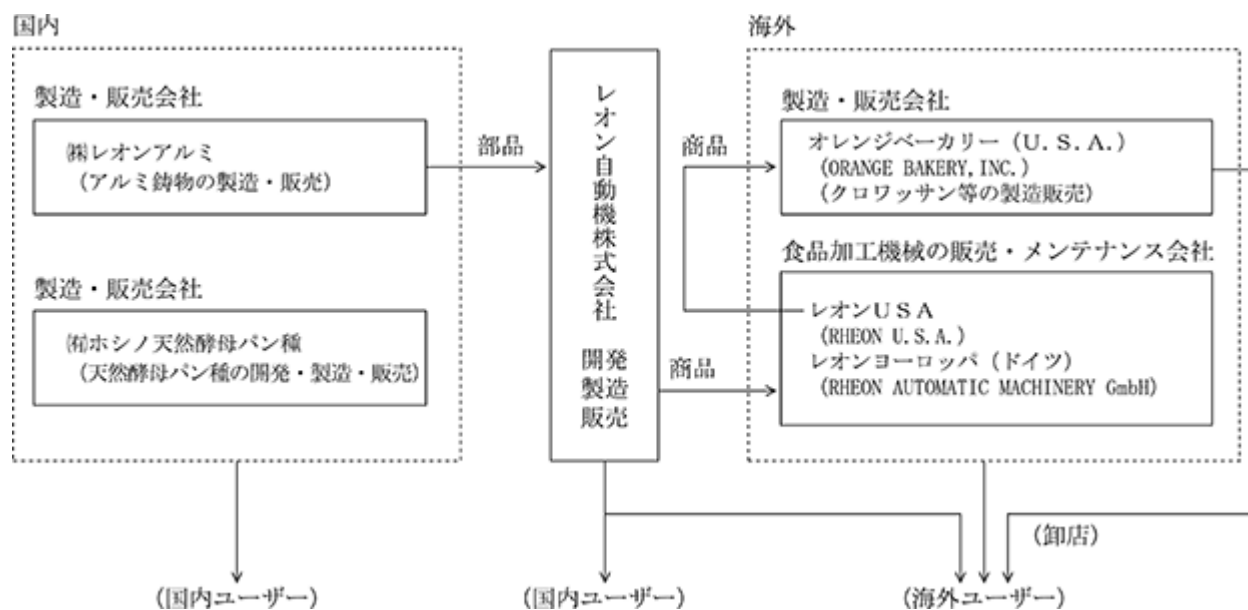 国内
製造・販売会社
㈱レオンアルミ
(アルミ鋳物の製造・販売)
製造・販売会社
㈲ホシノ天然酵母パン種
(天然酵母パン種の開発・製造・販売)
部品
レオン自動機株式会社
開発
製造
販売
商品
商品
海外
製造・販売会社
オレンジベーカリー（Ｕ．Ｓ．Ａ．）
(ORANGE BAKERY,INC.)
(クロワッサン等の製造販売)
食品加工機械の販売・メンテナンス会社
レオンＵＳＡ
(RHEON U.S.A.)
レオンヨーロッパ（ドイツ）
(RHEON AUTOMATIC MACHINERY GmbH)
(卸店)
(国内ユーザー)
(国内ユーザー)
(海外ユーザー)